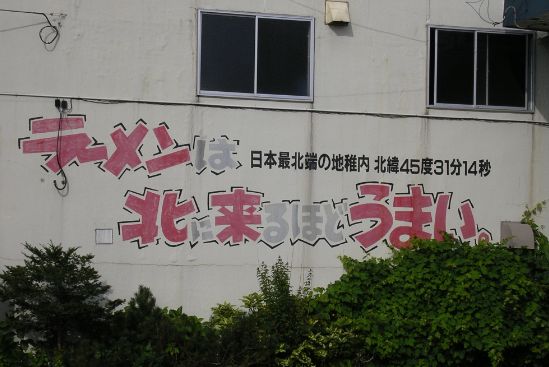 ラーメンは
日本最北端の地稚内 北緯45度31分14秒
北に来るほどうまい。